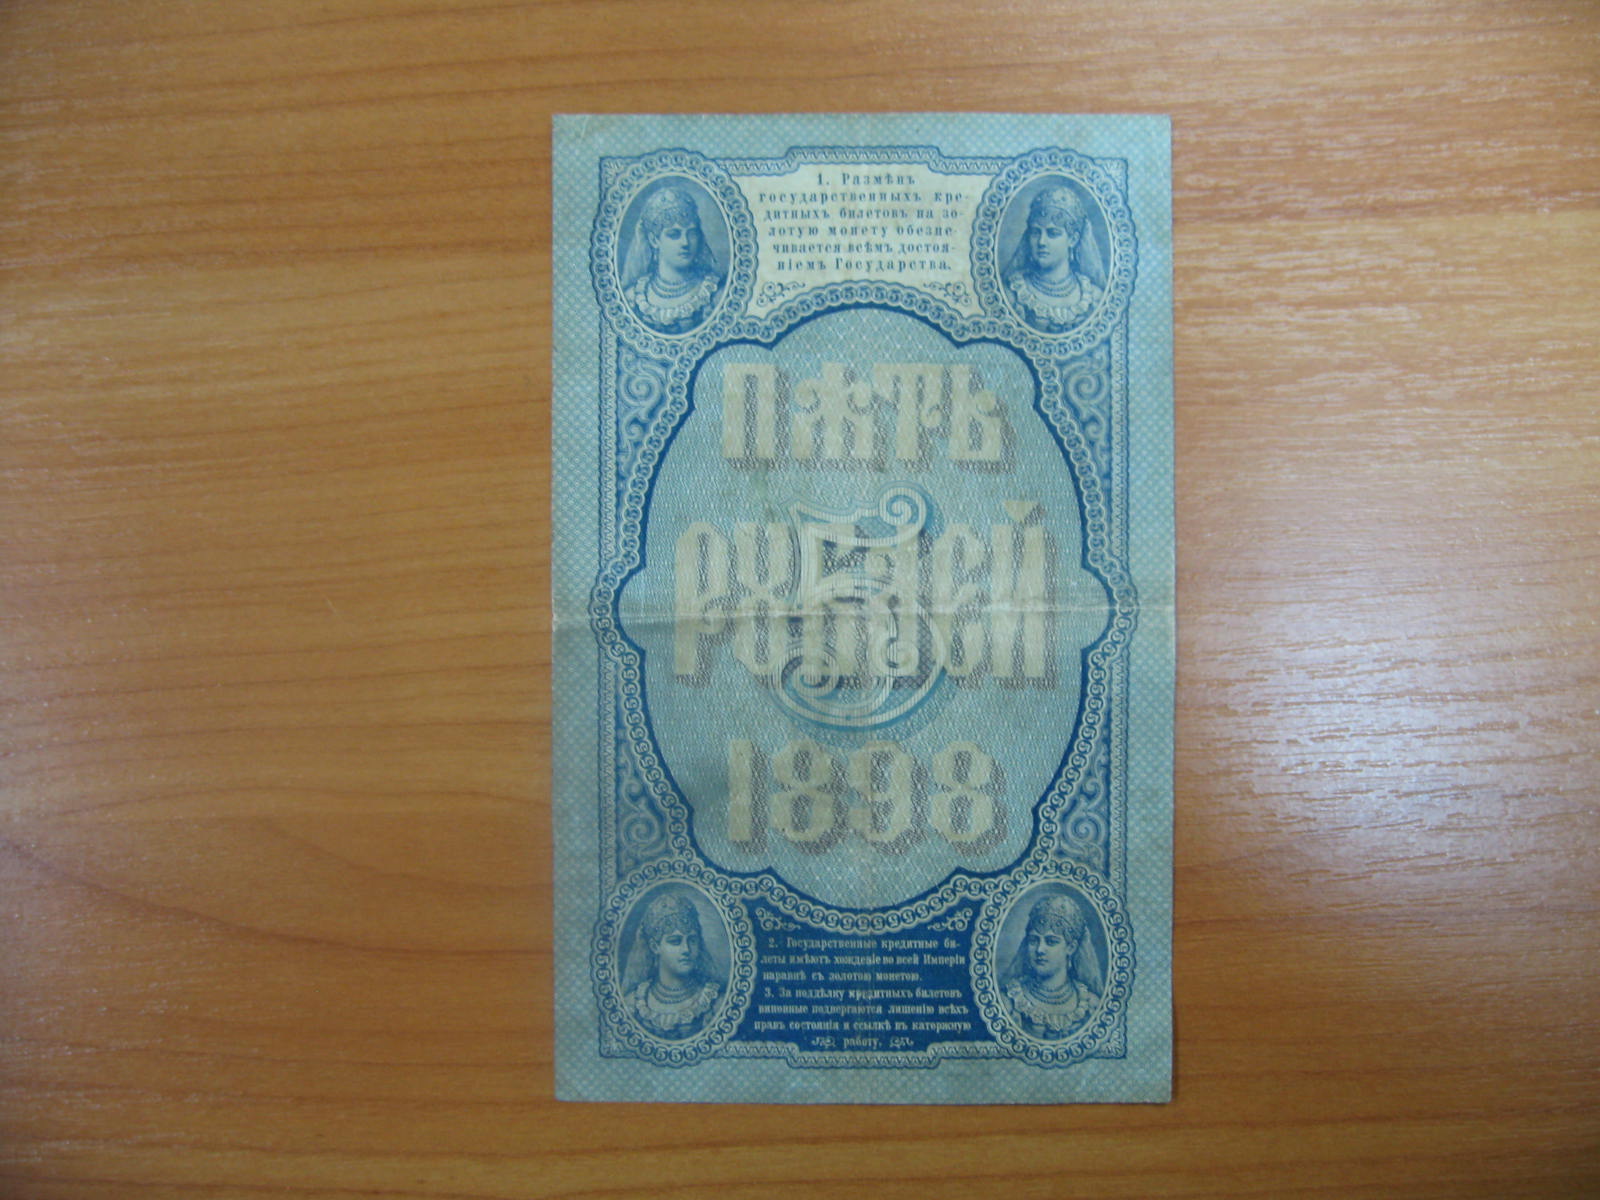 1. Размѣнъ
государственныхъ кре-
дитныхъ билетовъ на зо-
лотую монету обезпе-
чивается всѣмъ достоя-
ніемъ Государства.
ПЯТЬ
РУБЛЕЙ
5
1898
2. Государственные кредитные би-
леты имѣютъ хожденіе во всей Имперіи
наравнѣ съ золотою монетою.
3. За поддѣлку кредитныхъ билетовъ
виновные подвергаются лишенію всѣхъ
правъ состоянія и ссылкѣ въ каторжную
работу.